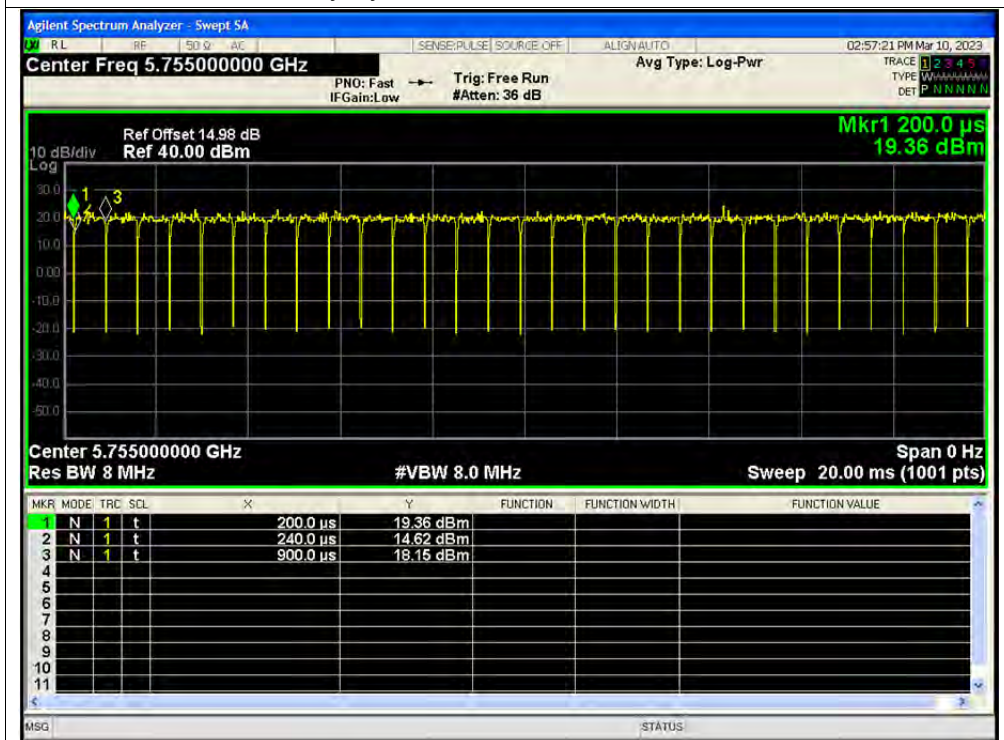 Agilent Spectrum Analyzer - Swept SA
RL RF 50 Ω AC SENSE:PULSE SOURCE OFF ALIGN AUTO 02:57:21 PM Mar 10, 2023
Center Freq 5.755000000 GHz
PNO: Fast
IFGain:Low
Trig: Free Run
#Atten: 36 dB
Avg Type: Log-Pwr
TRACE 1 2 3 4 5 6
TYPE W
DET P N N N N N
Ref Offset 14.98 dB
10 dB/div Ref 40.00 dBm
Log
Mkr1 200.0 µs
19.36 dBm
30.0
20.0
10.0
0.00
-10.0
-20.0
-30.0
-40.0
-50.0
1
2
3
Center 5.755000000 GHz Span 0 Hz
Res BW 8 MHz #VBW 8.0 MHz Sweep 20.00 ms (1001 pts)
MKR MODE TRC SCL X Y FUNCTION FUNCTION WIDTH FUNCTION VALUE
1 N 1 t 200.0 µs 19.36 dBm
2 N 1 t 240.0 µs 14.62 dBm
3 N 1 t 900.0 µs 18.15 dBm
4
5
6
7
8
9
10
11
MSG STATUS